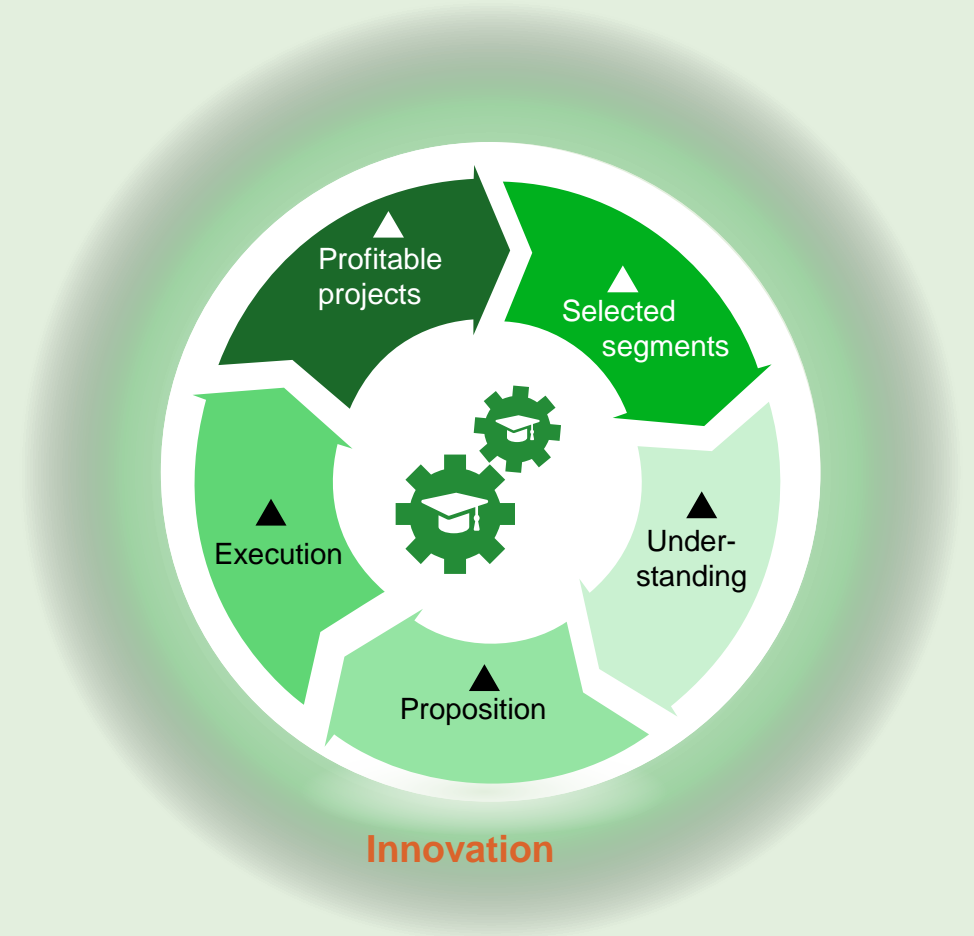 Profitable
projects
Selected
segments
Under-
standing
Proposition
Execution
Innovation